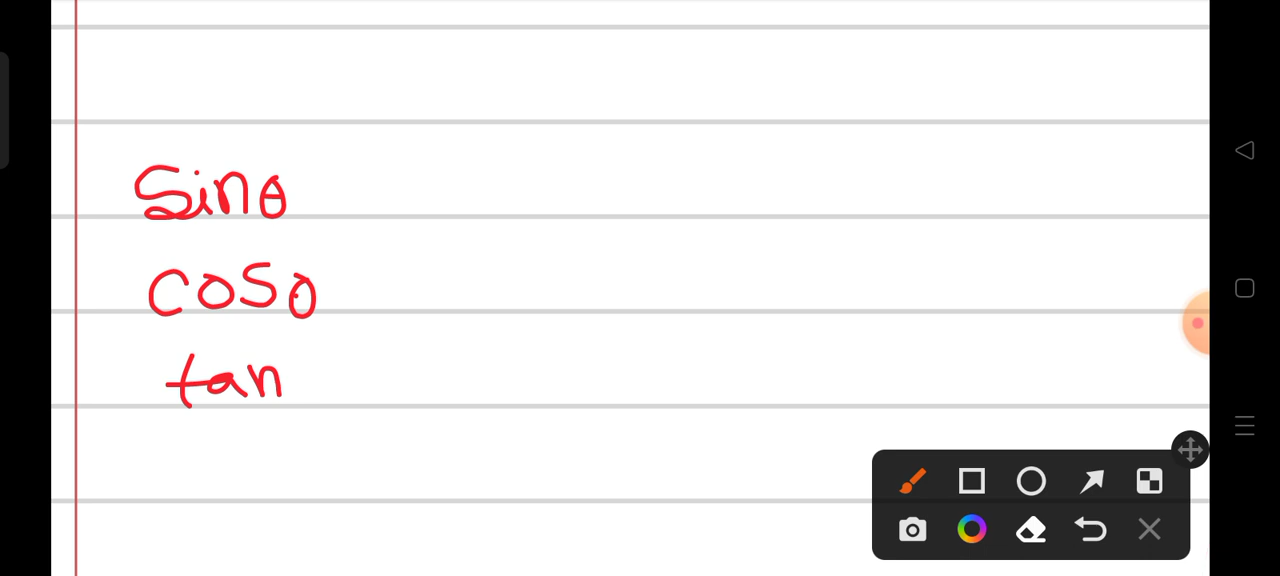 Sinθ
cosθ
tan